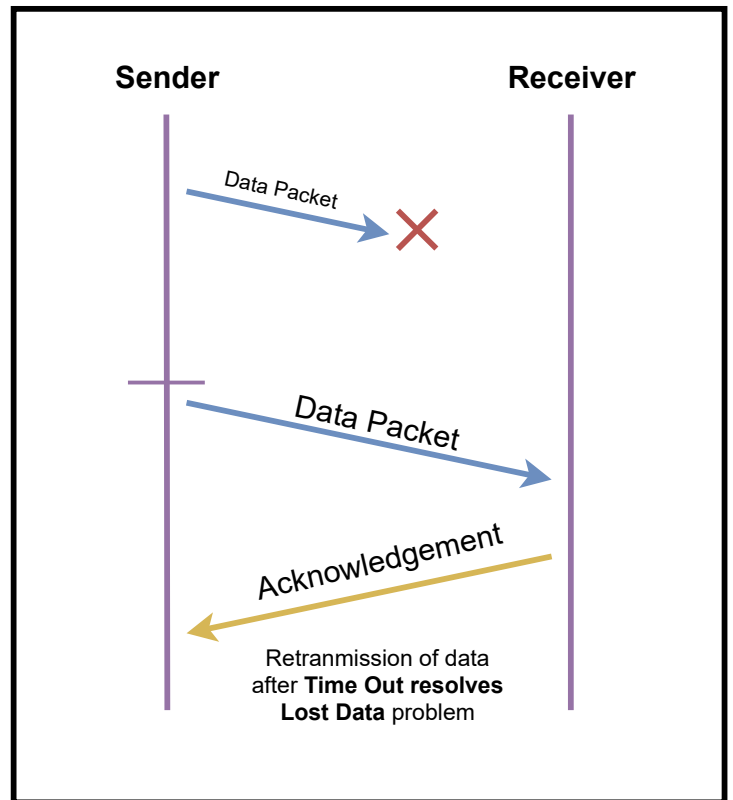 Sender
Receiver
Data Packet
Data Packet
Acknowledgement
Retranmission of data
after Time Out resolves
Lost Data problem